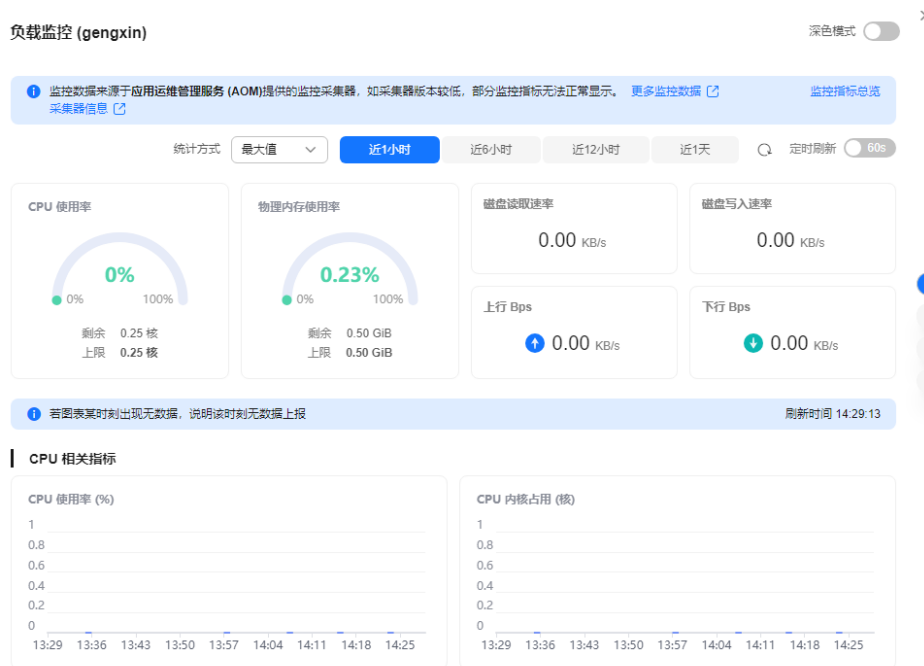 负载监控 (gengxin)
深色模式
监控数据来源于应用运维管理服务 (AOM)提供的监控采集器，如采集器版本较低，部分监控指标无法正常显示。 更多监控数据
采集器信息
监控指标总览
统计方式 最大值 近1小时 近6小时 近12小时 近1天 定时刷新 60s
CPU 使用率
0%
0% 100%
剩余 0.25 核
上限 0.25 核
物理内存使用率
0.23%
0% 100%
剩余 0.50 GiB
上限 0.50 GiB
磁盘读取速率
0.00 KB/s
磁盘写入速率
0.00 KB/s
上行 Bps
0.00 KB/s
下行 Bps
0.00 KB/s
若图表某时刻出现无数据，说明该时刻无数据上报
刷新时间 14:29:13
CPU 相关指标
CPU 使用率 (%)
1
0.8
0.6
0.4
0.2
0
13:29 13:36 13:43 13:50 13:57 14:04 14:11 14:18 14:25
CPU 内核占用 (核)
1
0.8
0.6
0.4
0.2
0
13:29 13:36 13:43 13:50 13:57 14:04 14:11 14:18 14:25